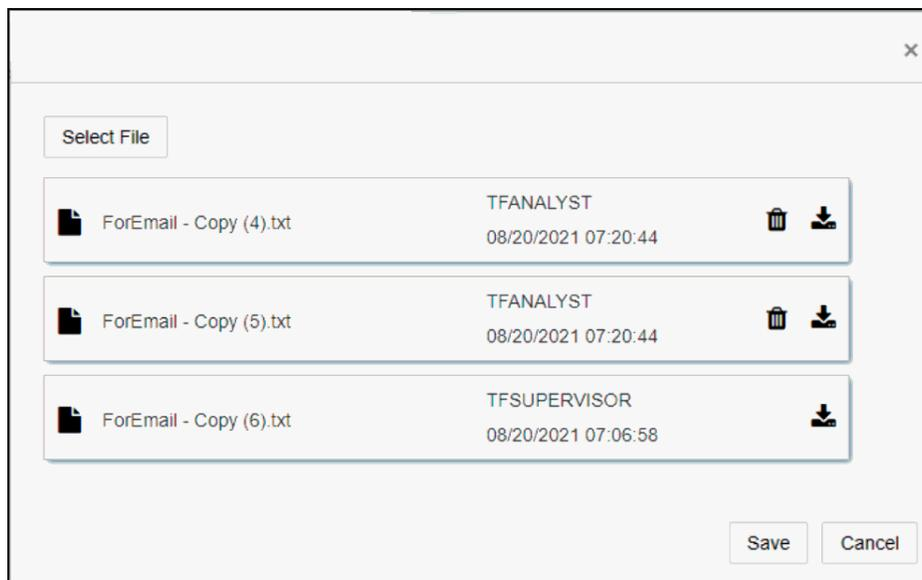 ×
Select File
ForEmail - Copy (4).txt
TFANALYST
08/20/2021 07:20:44
ForEmail - Copy (5).txt
TFANALYST
08/20/2021 07:20:44
ForEmail - Copy (6).txt
TFSUPERVISOR
08/20/2021 07:06:58
Save
Cancel